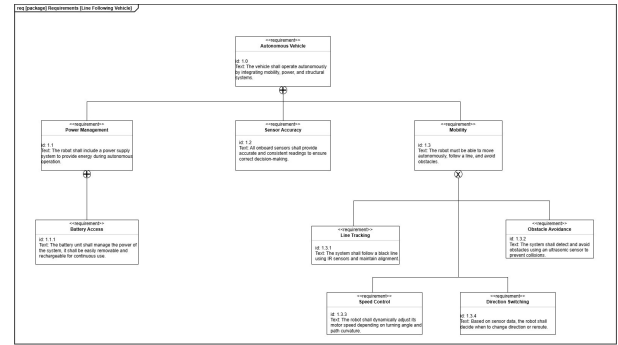 req [package] Requirements [Line Following Vehicle]
<<requirement>>
Autonomous Vehicle
id: 1.0
Text: The vehicle shall operate autonomously
by integrating mobility, power, and structural
systems.
<<requirement>>
Power Management
id: 1.1
Text: The robot shall include a power supply
system to provide energy during autonomous
operation.
<<requirement>>
Sensor Accuracy
id: 1.2
Text: All onboard sensors shall provide
accurate and consistent readings to ensure
correct decision-making.
<<requirement>>
Mobility
id: 1.3
Text: The robot must be able to move
autonomously, follow a line, and avoid
obstacles.
<<requirement>>
Battery Access
id: 1.1.1
Text: The battery unit shall manage the power of
the system, it shall be easily removable and
rechargeable for continuous use.
<<requirement>>
Line Tracking
id: 1.3.1
Text: The system shall follow a black line
using IR sensors and maintain alignment.
<<requirement>>
Obstacle Avoidance
id: 1.3.2
Text: The system shall detect and avoid
obstacles using an ultrasonic sensor to
prevent collisions.
<<requirement>>
Speed Control
id: 1.3.3
Text: The robot shall dynamically adjust its
motor speed depending on turning angle and
path curvature.
<<requirement>>
Direction Switching
id: 1.3.4
Text: Based on sensor data, the robot shall
decide when to change direction or reroute.